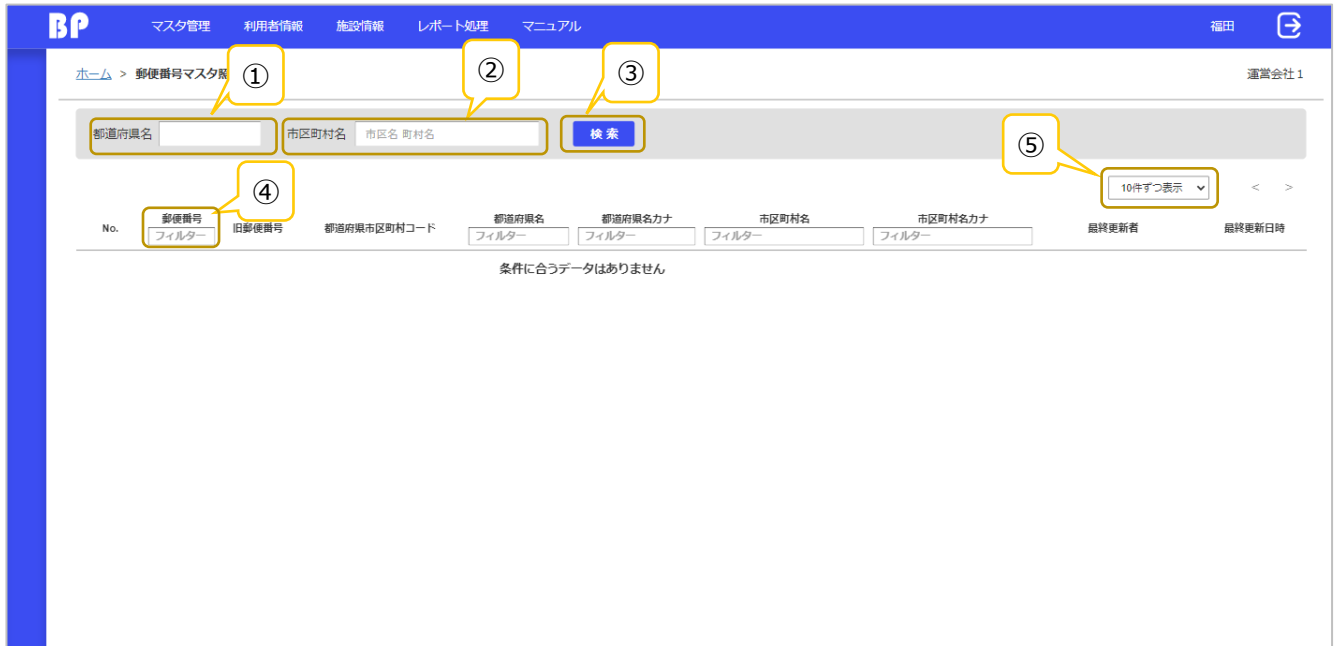 BP マスタ管理 利用者情報 施設情報 レポート処理 マニュアル 福田
ホーム > 郵便番号マスタ 運営会社1
① ② ③
都道府県名 市区町村名 市区名 町村名 検索
④ ⑤
10件ずつ表示 < >
No. 郵便番号 旧郵便番号 都道府県市区町村コード 都道府県名 都道府県名カナ 市区町村名 市区町村名カナ 最終更新者 最終更新日時
フィルター フィルター フィルター フィルター フィルター
条件に合うデータはありません